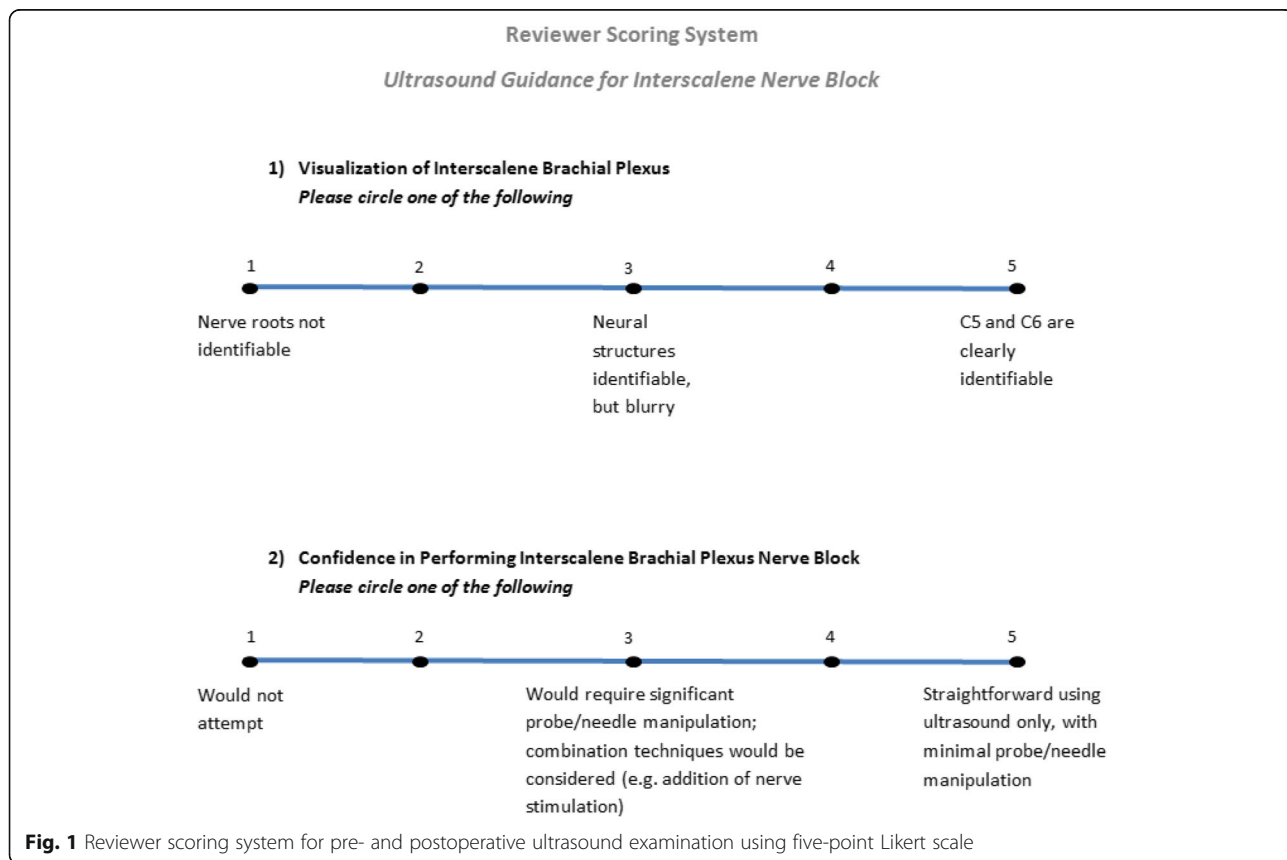 Reviewer Scoring System
Ultrasound Guidance for Interscalene Nerve Block
1) Visualization of Interscalene Brachial Plexus
Please circle one of the following
1 2 3 4 5
Nerve roots not
identifiable
Neural
structures
identifiable,
but blurry
C5 and C6 are
clearly
identifiable
2) Confidence in Performing Interscalene Brachial Plexus Nerve Block
Please circle one of the following
1 2 3 4 5
Would not
attempt
Would require significant
probe/needle manipulation;
combination techniques would be
considered (e.g. addition of nerve
stimulation)
Straightforward using
ultrasound only, with
minimal probe/needle
manipulation
Fig. 1 Reviewer scoring system for pre- and postoperative ultrasound examination using five-point Likert scale